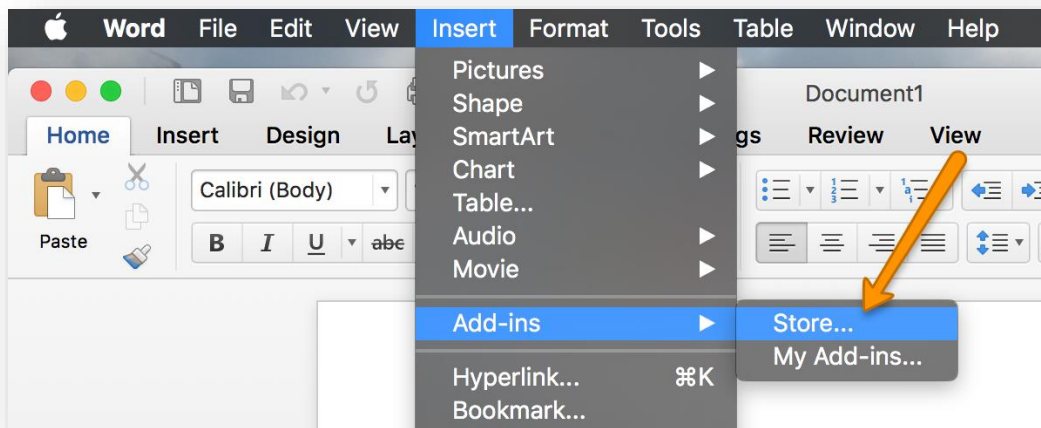 Word File Edit View Insert Format Tools Table Window Help
Document1
Home Insert Design La gs Review View
Paste
Calibri (Body)
B I U abc
Pictures
Shape
SmartArt
Chart
Table...
Audio
Movie
Add-ins
Hyperlink... ⌘K
Bookmark...
Store...
My Add-ins...